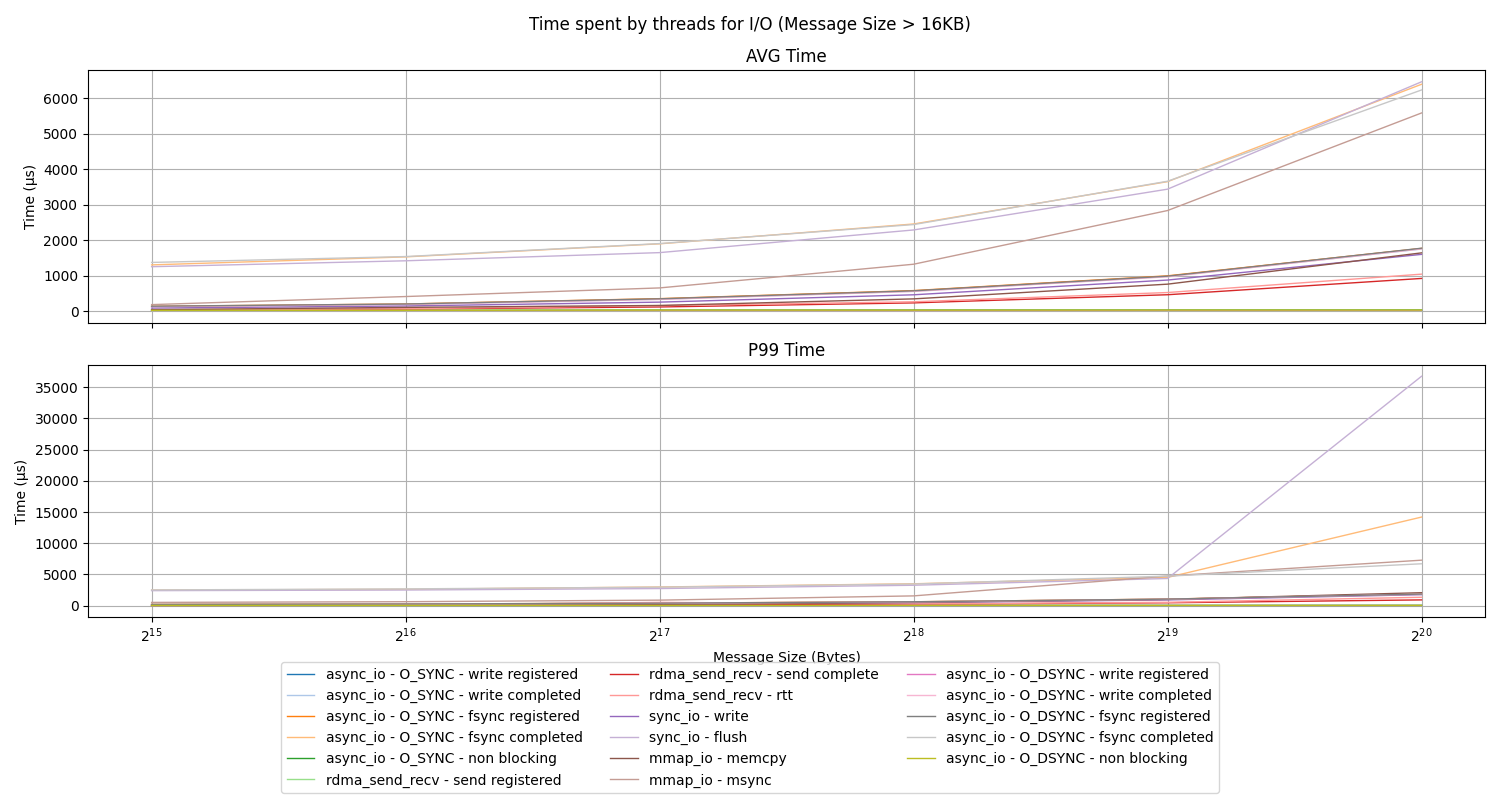 Time spent by threads for I/O (Message Size > 16KB)
AVG Time
6000
5000
4000
3000
2000
1000
0
Time (µs)
P99 Time
35000
30000
25000
20000
15000
10000
5000
0
Time (µs)
2^15 2^16 2^17 2^18 2^19 2^20
Message Size (Bytes)
async_io - O_SYNC - write registered
async_io - O_SYNC - write completed
async_io - O_SYNC - fsync registered
async_io - O_SYNC - fsync completed
async_io - O_SYNC - non blocking
rdma_send_recv - send registered
rdma_send_recv - send complete
rdma_send_recv - rtt
sync_io - write
sync_io - flush
mmap_io - memcpy
mmap_io - msync
async_io - O_DSYNC - write registered
async_io - O_DSYNC - write completed
async_io - O_DSYNC - fsync registered
async_io - O_DSYNC - fsync completed
async_io - O_DSYNC - non blocking